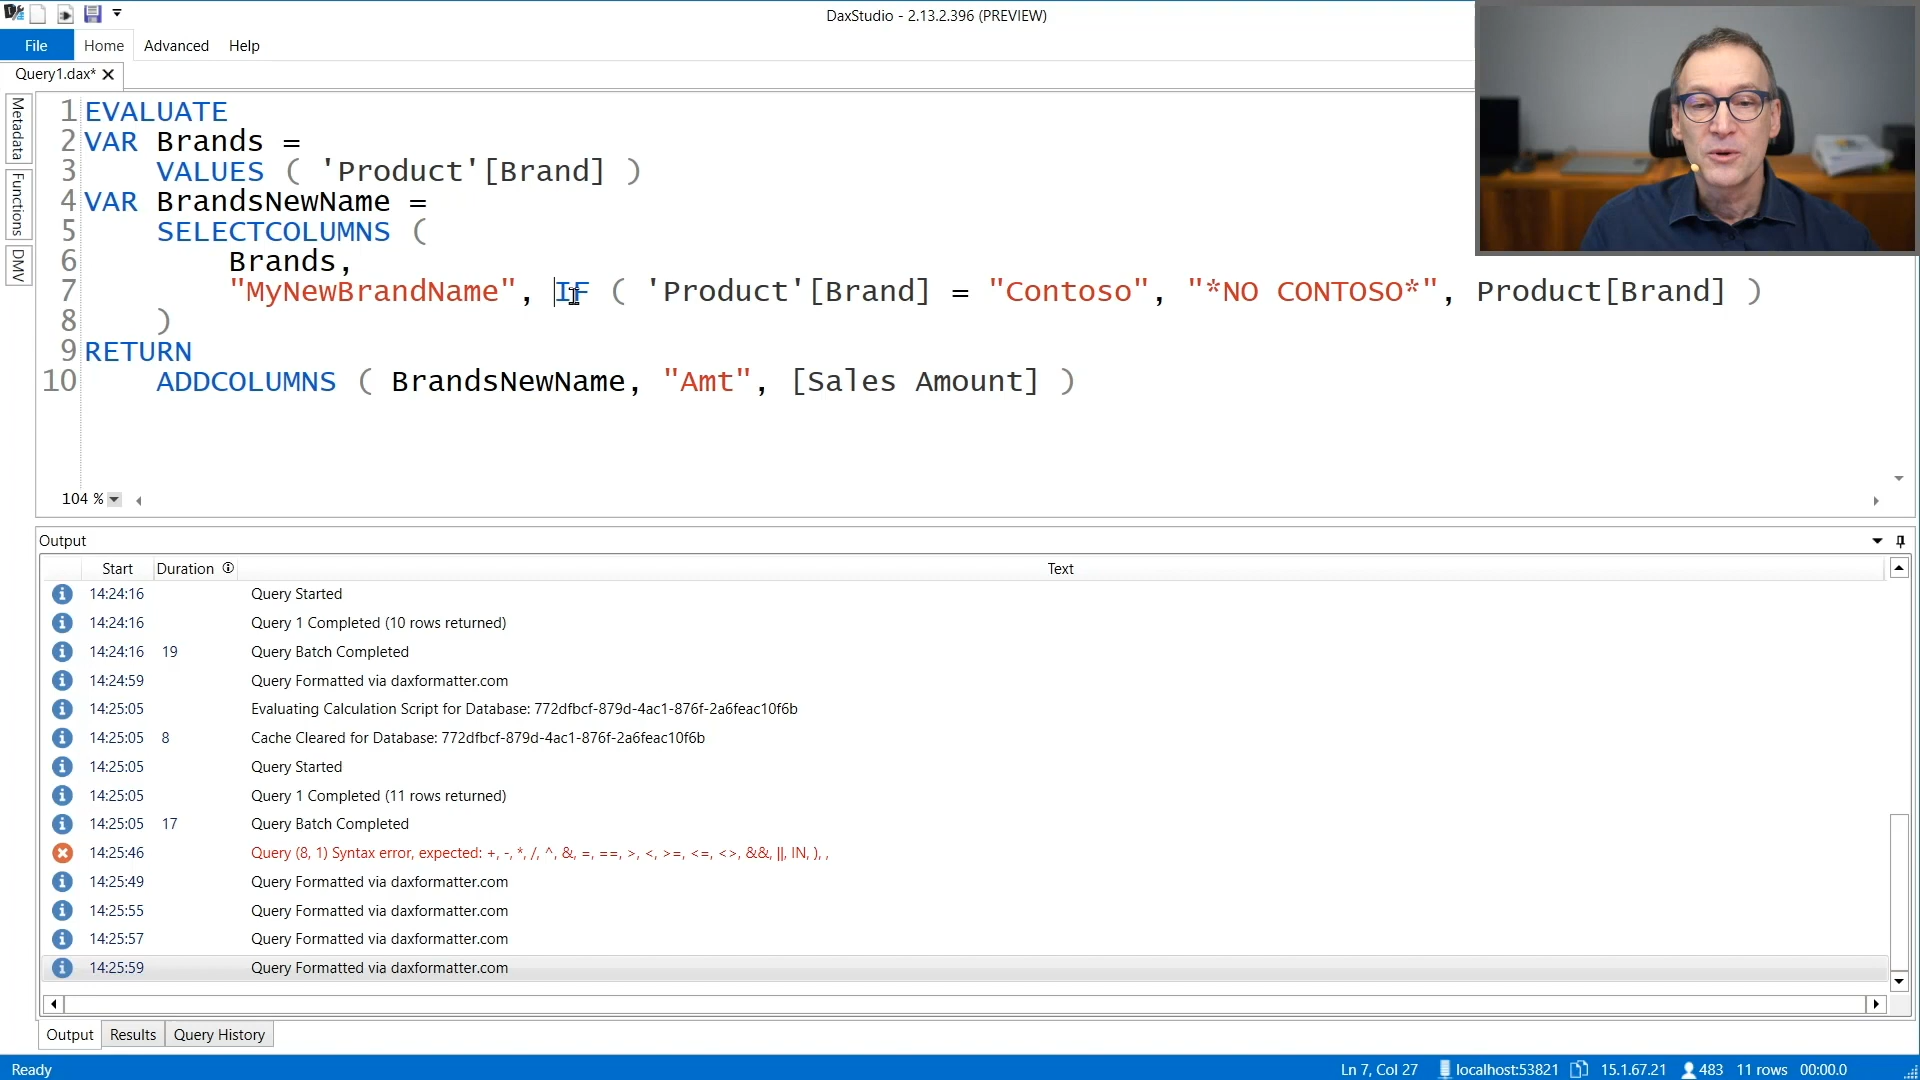 DaxStudio - 2.13.2.396 (PREVIEW)
File Home Advanced Help
Query1.dax*
Metadata
Functions
DMV
1 EVALUATE
2 VAR Brands =
3 VALUES ( 'Product'[Brand] )
4 VAR BrandsNewName =
5 SELECTCOLUMNS (
6 Brands,
7 "MyNewBrandName", IF ( 'Product'[Brand] = "Contoso", "*NO CONTOSO*", Product[Brand] )
8 )
9 RETURN
10 ADDCOLUMNS ( BrandsNewName, "Amt", [Sales Amount] )
104 %
Output
Start Duration Text
14:24:16 Query Started
14:24:16 Query 1 Completed (10 rows returned)
14:24:16 19 Query Batch Completed
14:24:59 Query Formatted via daxformatter.com
14:25:05 Evaluating Calculation Script for Database: 772dfbcf-879d-4ac1-876f-2a6feac10f6b
14:25:05 8 Cache Cleared for Database: 772dfbcf-879d-4ac1-876f-2a6feac10f6b
14:25:05 Query Started
14:25:05 Query 1 Completed (11 rows returned)
14:25:05 17 Query Batch Completed
14:25:46 Query (8, 1) Syntax error, expected: +, -, *, /, ^, &, =, ==, >, <, >=, <=, <>, &&, ||, IN, ), ,
14:25:49 Query Formatted via daxformatter.com
14:25:55 Query Formatted via daxformatter.com
14:25:57 Query Formatted via daxformatter.com
14:25:59 Query Formatted via daxformatter.com
Output Results Query History
Ready Ln 7, Col 27 localhost:53821 15.1.67.21 483 11 rows 00:00.0